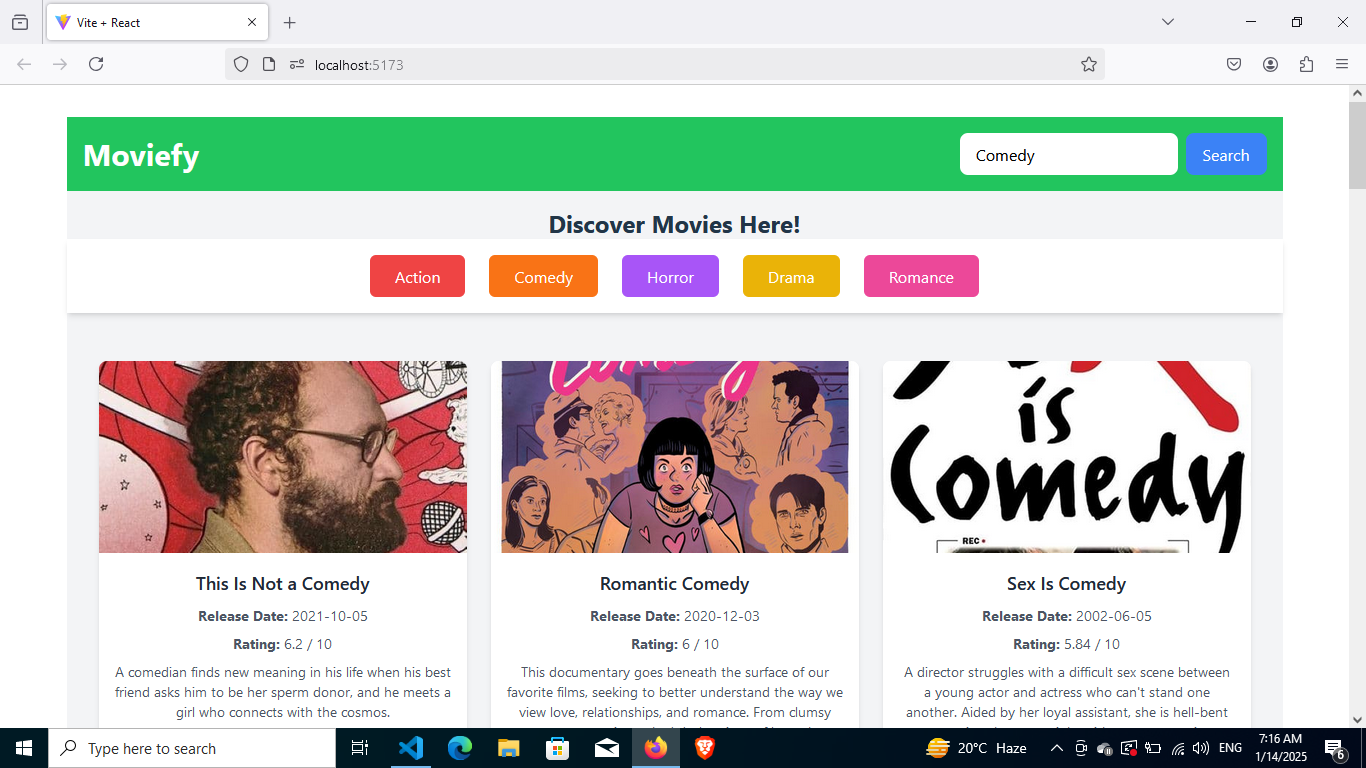 Vite + React
localhost:5173
Moviefy
Comedy
Search
Discover Movies Here!
Action
Comedy
Horror
Drama
Romance
Comedy
is
Comedy
REC
This Is Not a Comedy
Release Date: 2021-10-05
Rating: 6.2 / 10
A comedian finds new meaning in his life when his best
friend asks him to be her sperm donor, and he meets a
girl who connects with the cosmos.
Romantic Comedy
Release Date: 2020-12-03
Rating: 6 / 10
This documentary goes beneath the surface of our
favorite films, seeking to better understand the way we
view love, relationships, and romance. From clumsy
Sex Is Comedy
Release Date: 2002-06-05
Rating: 5.84 / 10
A director struggles with a difficult sex scene between
a young actor and actress who can't stand one
another. Aided by her loyal assistant, she is hell-bent
Type here to search
20°C Haze
ENG
7:16 AM
1/14/2025
6